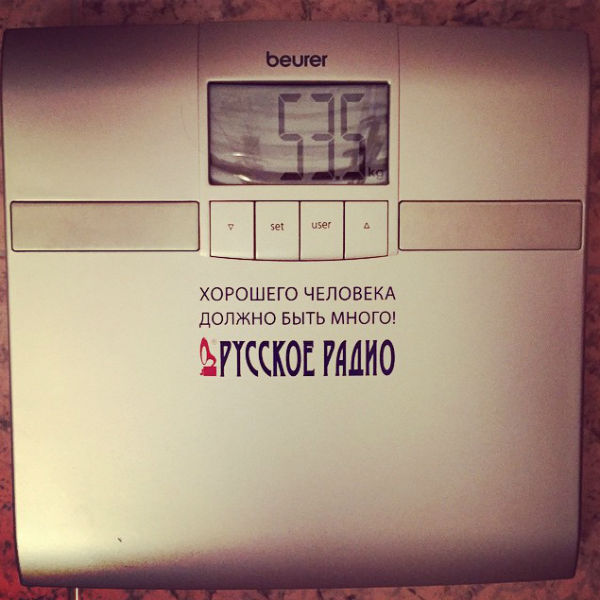 beurer
53.5 kg
▽ set user △
ХОРОШЕГО ЧЕЛОВЕКА
ДОЛЖНО БЫТЬ МНОГО!
РУССКОЕ РАДИО